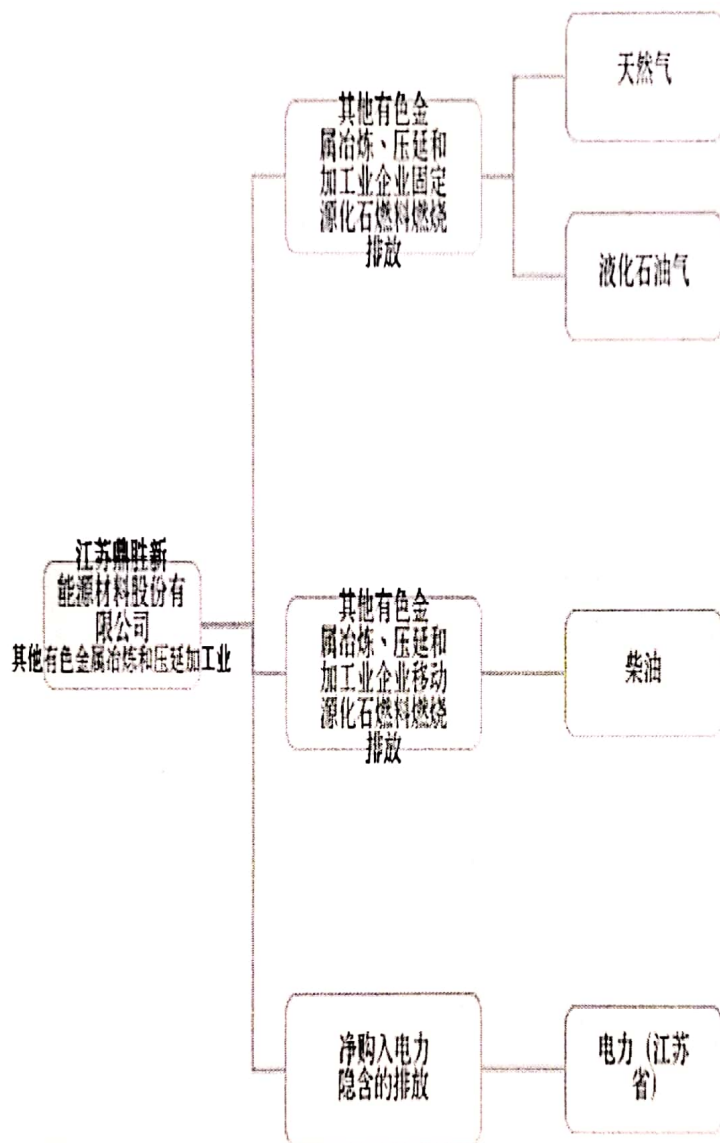 江苏鼎胜新
能源材料股份有
限公司
其他有色金属冶炼和压延加工业
其他有色金
属冶炼、压延和
加工业企业固定
源化石燃料燃烧
排放
天然气
液化石油气
其他有色金
属冶炼、压延和
加工业企业移动
源化石燃料燃烧
排放
柴油
净购入电力
隐含的排放
电力（江苏
省）